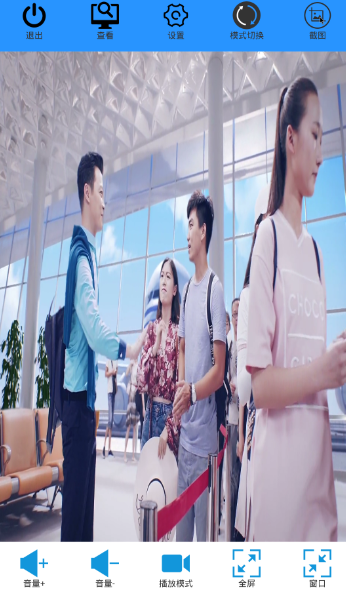 退出 查看 设置 模式切换 截图
CHOCO
音量+ 音量- 播放模式 全屏 窗口